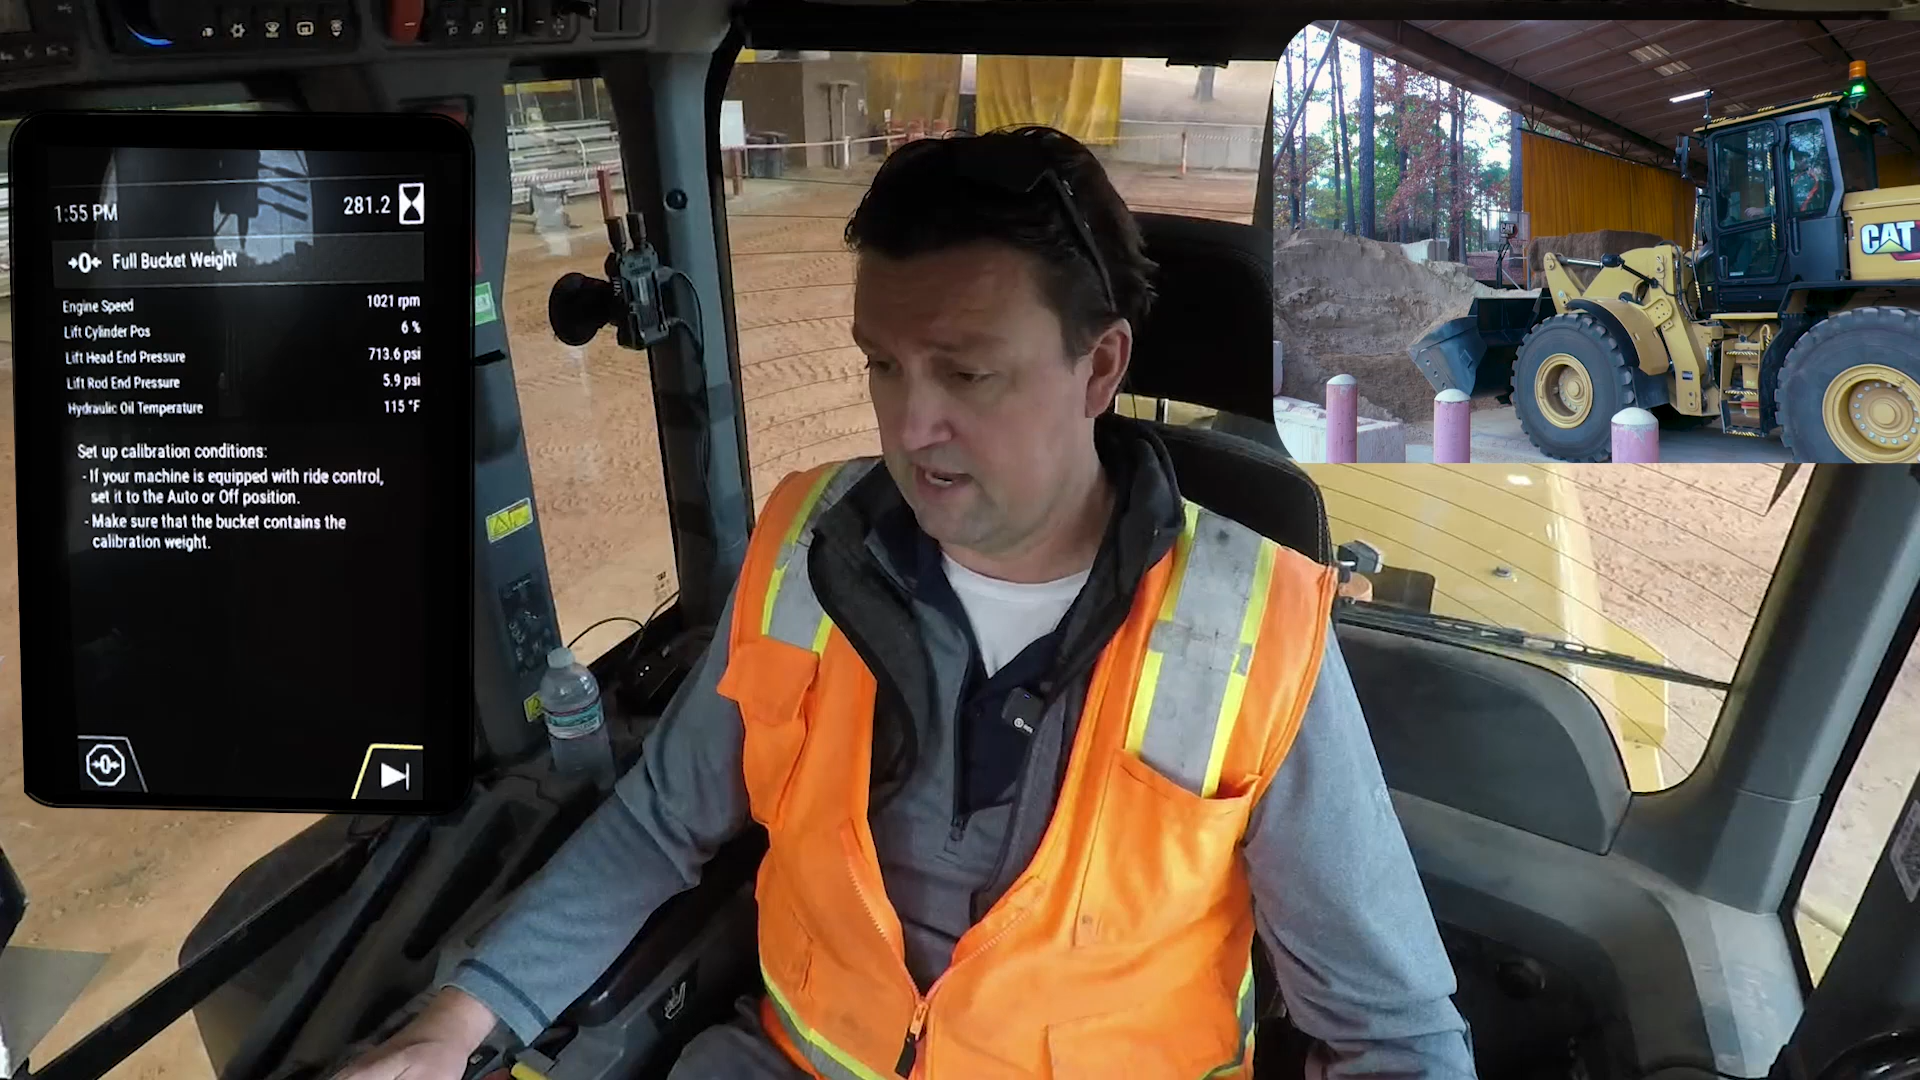 1:55 PM 281.2
→0← Full Bucket Weight
Engine Speed 1021 rpm
Lift Cylinder Pos 6 %
Lift Head End Pressure 713.6 psi
Lift Rod End Pressure 5.9 psi
Hydraulic Oil Temperature 115 °F
Set up calibration conditions:
- If your machine is equipped with ride control,
set it to the Auto or Off position.
- Make sure that the bucket contains the
calibration weight.
→0←
CAT
CAT